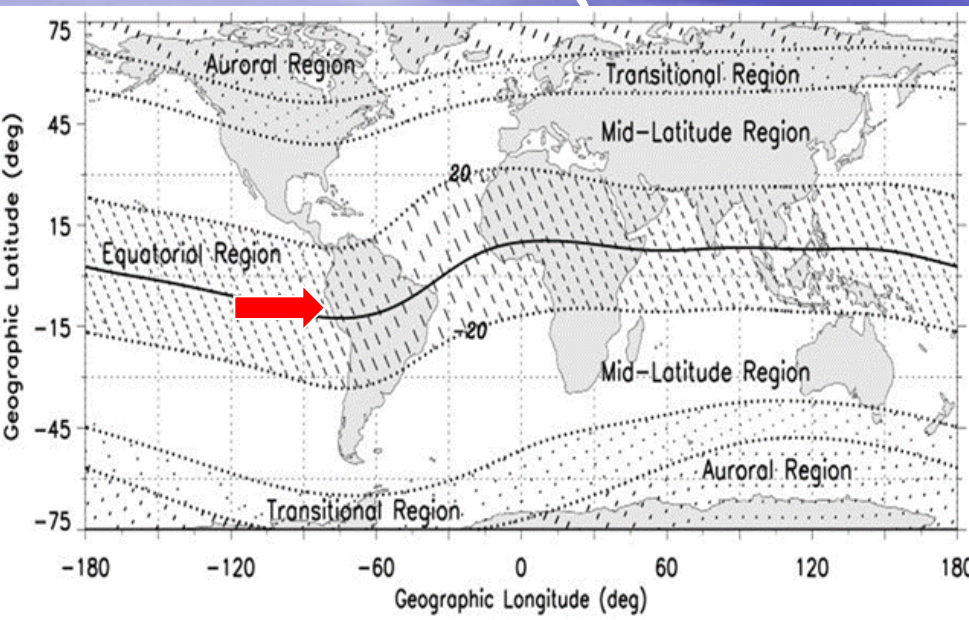 75
Auroral Region
Transitional Region
45
Mid-Latitude Region
20
15
Equatorial Region
-15
-20
Mid-Latitude Region
-45
Auroral Region
Transitional Region
-75
Geographic Latitude (deg)
-180 -120 -60 0 60 120 180
Geographic Longitude (deg)